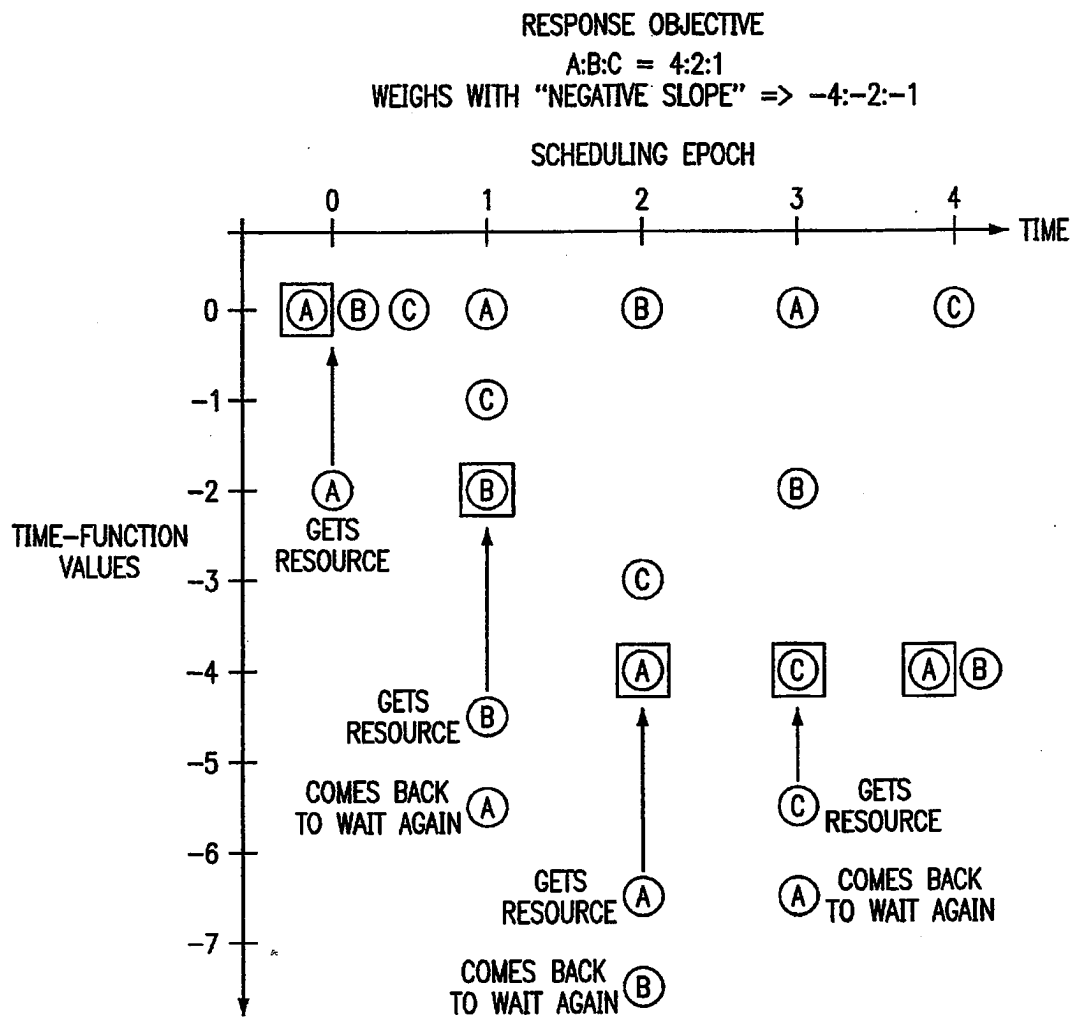 RESPONSE OBJECTIVE
A:B:C = 4:2:1
WEIGHS WITH "NEGATIVE SLOPE" => -4:-2:-1
SCHEDULING EPOCH
0 1 2 3 4
TIME
0 A B C A B A C
-1 C
-2 A B B
GETS
RESOURCE
TIME-FUNCTION
VALUES
-3 C
-4 A C A B
GETS
RESOURCE B
-5
COMES BACK
TO WAIT AGAIN A
C GETS
RESOURCE
-6
GETS
RESOURCE A
A COMES BACK
TO WAIT AGAIN
-7
COMES BACK
TO WAIT AGAIN B